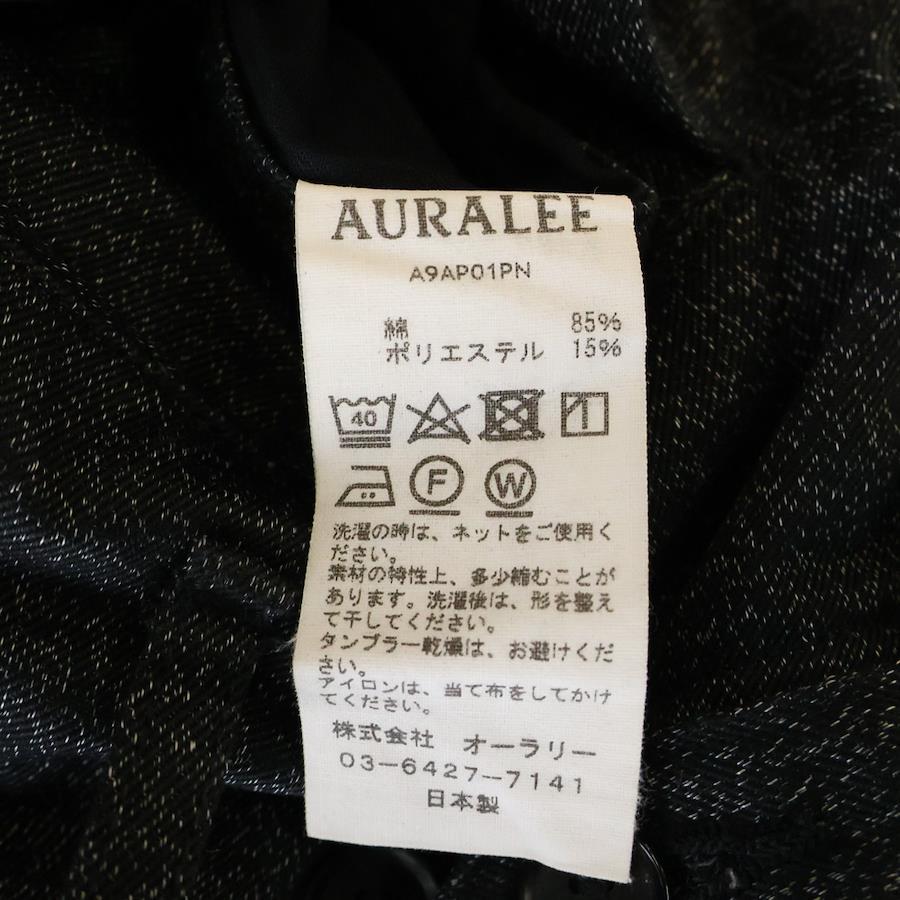 AURALEE
A9AP01PN
綿 85%
ポリエステル 15%
40
F W
洗濯の時は、ネットをご使用く
ださい。
素材の特性上、多少縮むことが
あります。洗濯後は、形を整え
て干してください。
タンブラー乾燥は、お避けくだ
さい。
アイロンは、当て布をしてかけ
てください。
株式会社 オーラリー
03-6427-7141
日本製